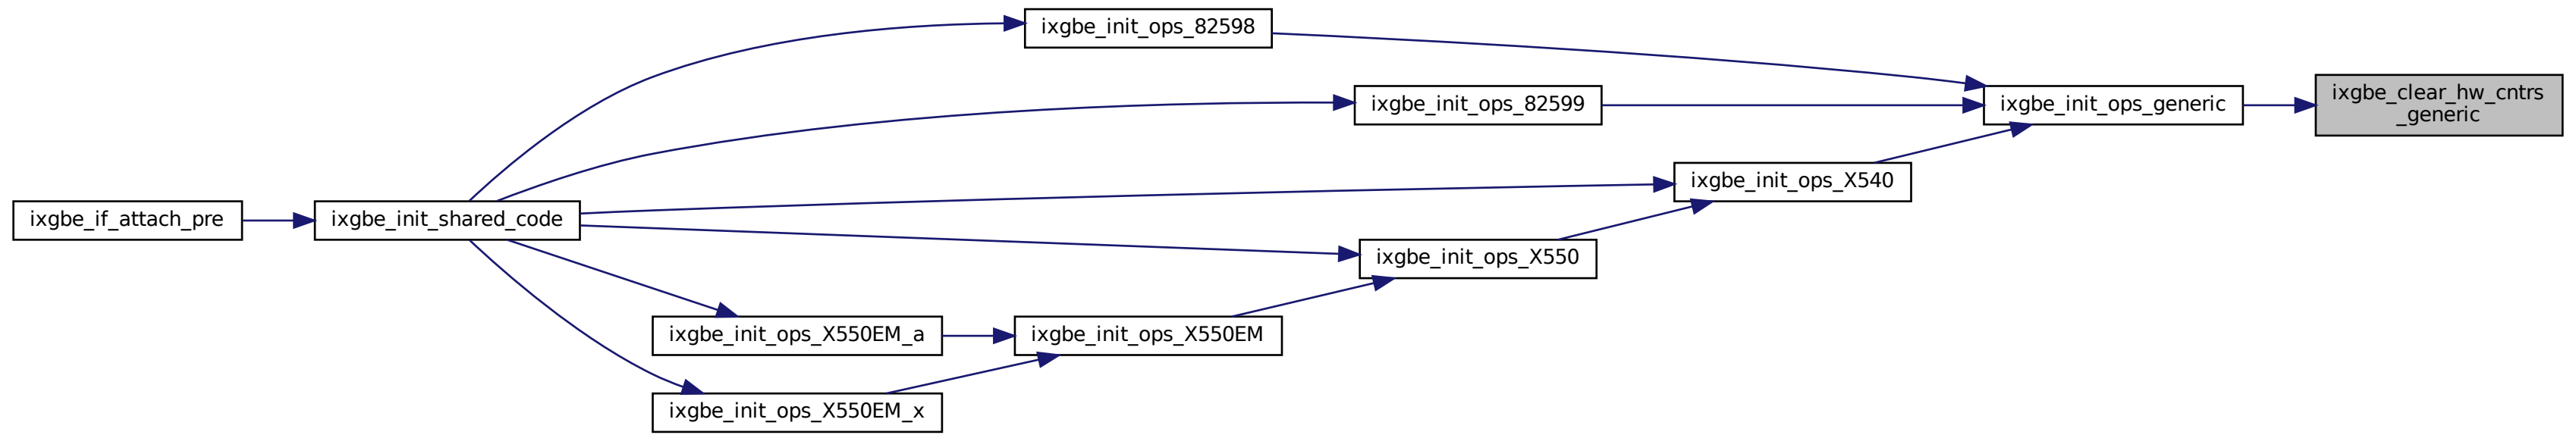 ixgbe_init_ops_82598
ixgbe_clear_hw_cntrs
_generic
ixgbe_init_ops_82599
ixgbe_init_ops_generic
ixgbe_init_ops_X540
ixgbe_if_attach_pre
ixgbe_init_shared_code
ixgbe_init_ops_X550
ixgbe_init_ops_X550EM_a
ixgbe_init_ops_X550EM
ixgbe_init_ops_X550EM_x